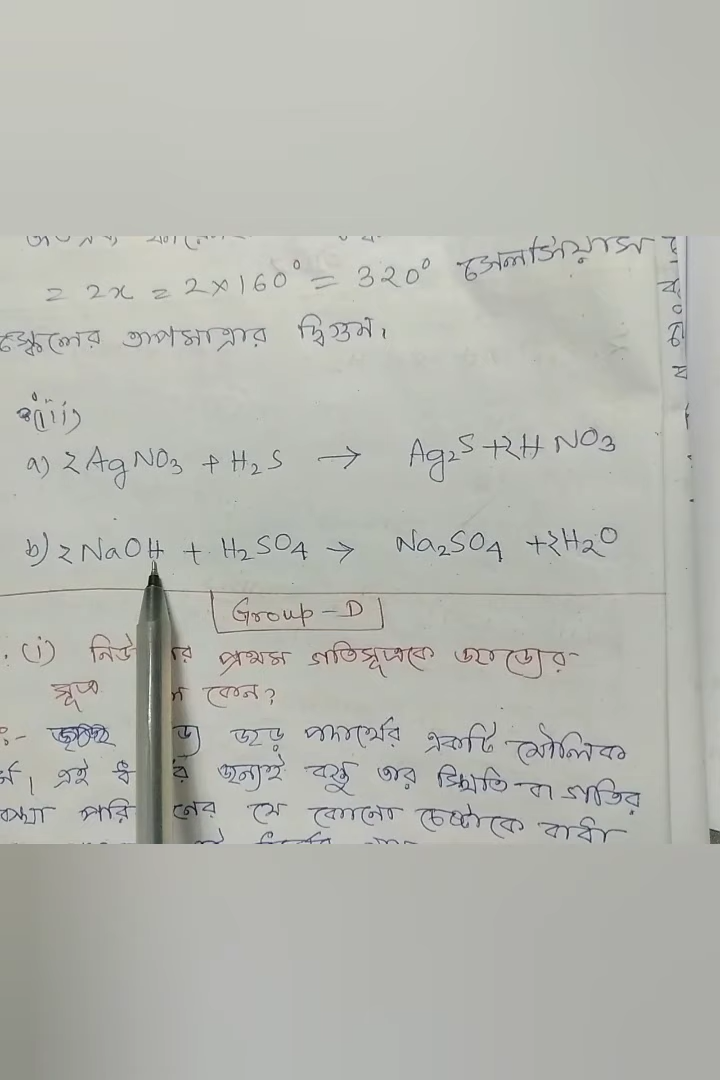 = 2x = 2×160° = 320° সেলসিয়াস
স্কেলের তাপমাত্রার দ্বিগুন।
(iii)
a) 2AgNO3 + H2S → Ag2S + 2HNO3
b) 2NaOH + H2SO4 → Na2SO4 + 2H2O
Group-D
(i) প্রথম গতিসূত্রকে জাড্যের
সূত্র কেন?
জড় পদার্থের একটি মৌলিক
এই জন্যই বস্তু তার স্থিতি বা গতির
যে কোনো চেষ্টাকে বাধা